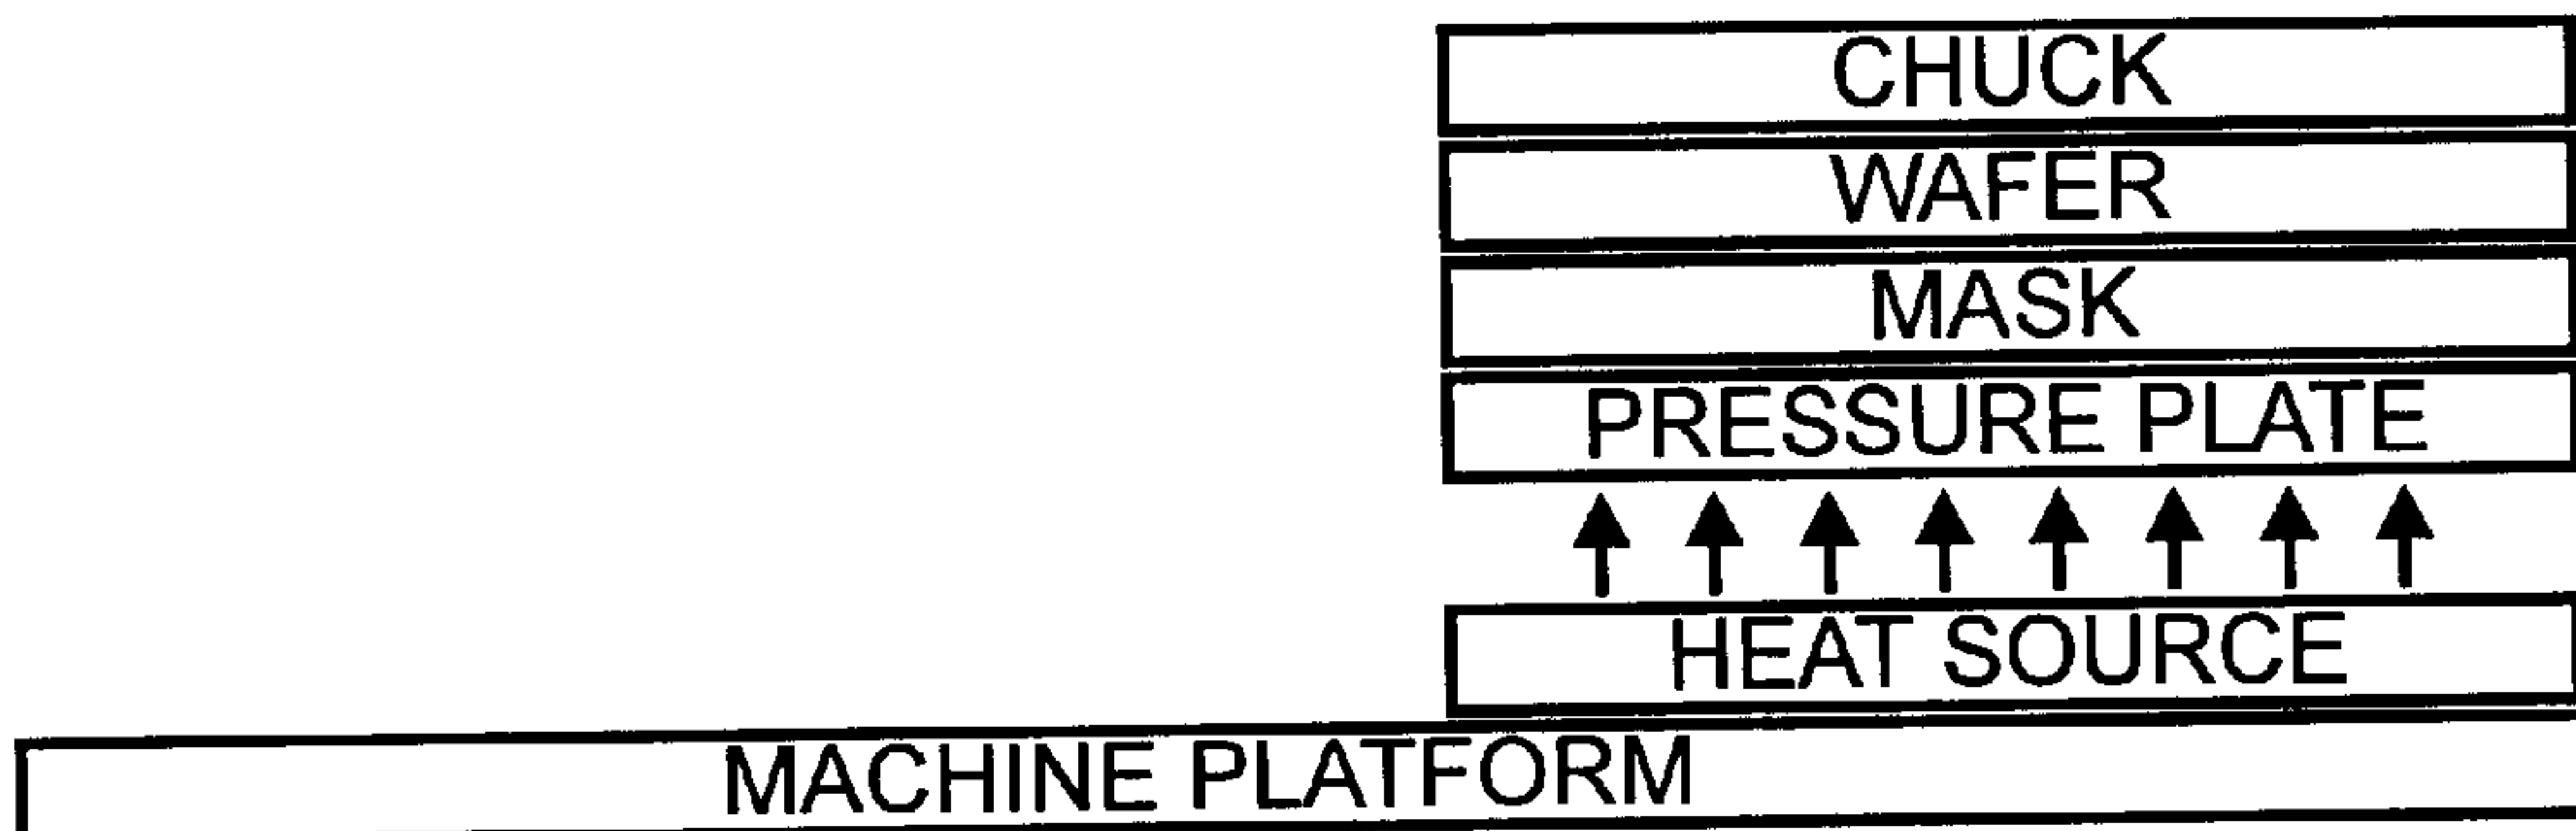 CHUCK
WAFER
MASK
PRESSURE PLATE
HEAT SOURCE
MACHINE PLATFORM